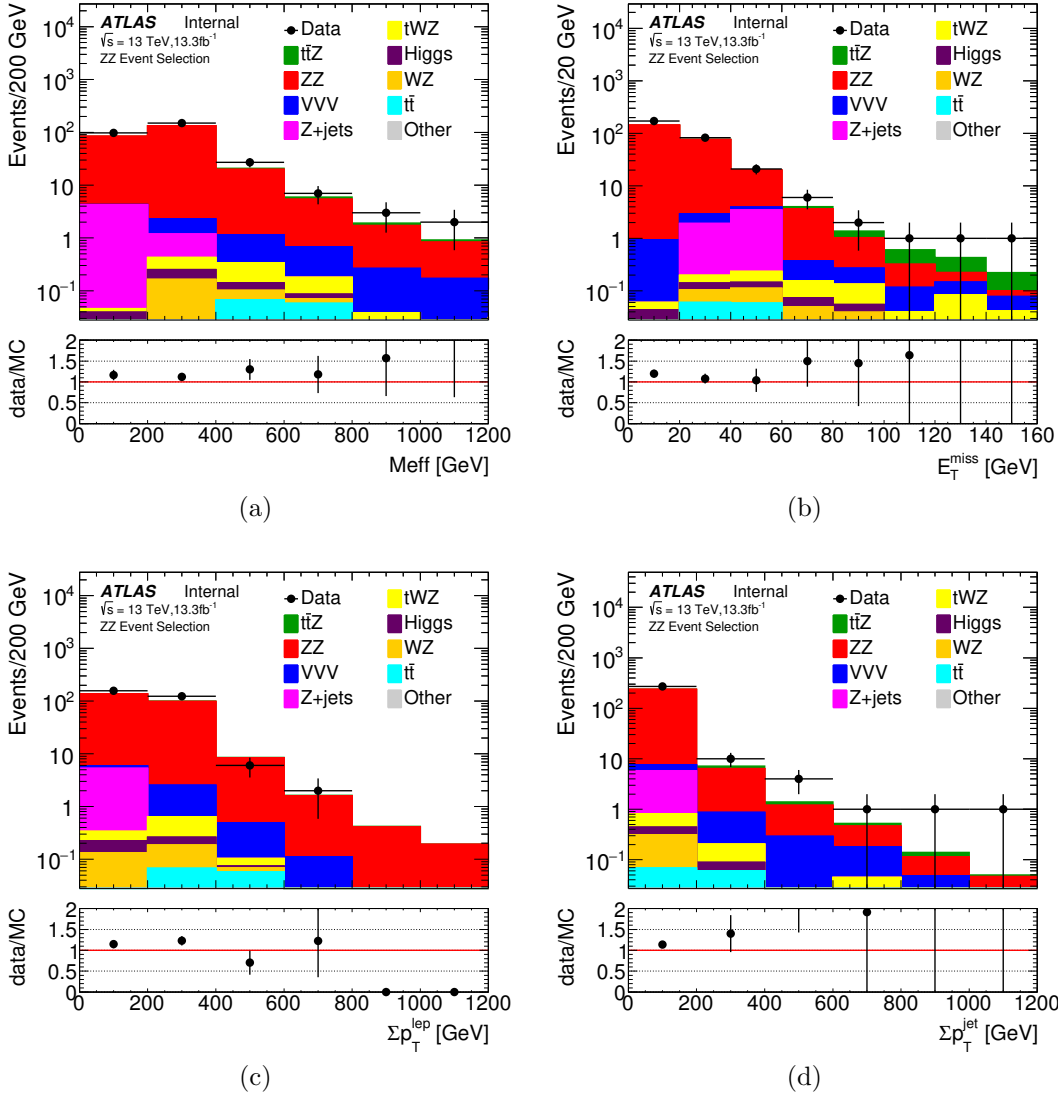 ATLAS Internal
√s = 13 TeV,13.3fb⁻¹
ZZ Event Selection
Data
tt̄Z
ZZ
VVV
Z+jets
tWZ
Higgs
WZ
tt̄
Other
Events/200 GeV
10⁴
10³
10²
10
1
10⁻¹
data/MC
2
1.5
1
0.5
0
0 200 400 600 800 1000 1200
Meff [GeV]
(a)
ATLAS Internal
√s = 13 TeV,13.3fb⁻¹
ZZ Event Selection
Data
tt̄Z
ZZ
VVV
Z+jets
tWZ
Higgs
WZ
tt̄
Other
Events/20 GeV
10⁴
10³
10²
10
1
10⁻¹
data/MC
2
1.5
1
0.5
0
0 20 40 60 80 100 120 140 160
E_T^miss [GeV]
(b)
ATLAS Internal
√s = 13 TeV,13.3fb⁻¹
ZZ Event Selection
Data
tt̄Z
ZZ
VVV
Z+jets
tWZ
Higgs
WZ
tt̄
Other
Events/200 GeV
10⁴
10³
10²
10
1
10⁻¹
data/MC
2
1.5
1
0.5
0
0 200 400 600 800 1000 1200
Σp_T^lep [GeV]
(c)
ATLAS Internal
√s = 13 TeV,13.3fb⁻¹
ZZ Event Selection
Data
tt̄Z
ZZ
VVV
Z+jets
tWZ
Higgs
WZ
tt̄
Other
Events/200 GeV
10⁴
10³
10²
10
1
10⁻¹
data/MC
2
1.5
1
0.5
0
0 200 400 600 800 1000 1200
Σp_T^jet [GeV]
(d)